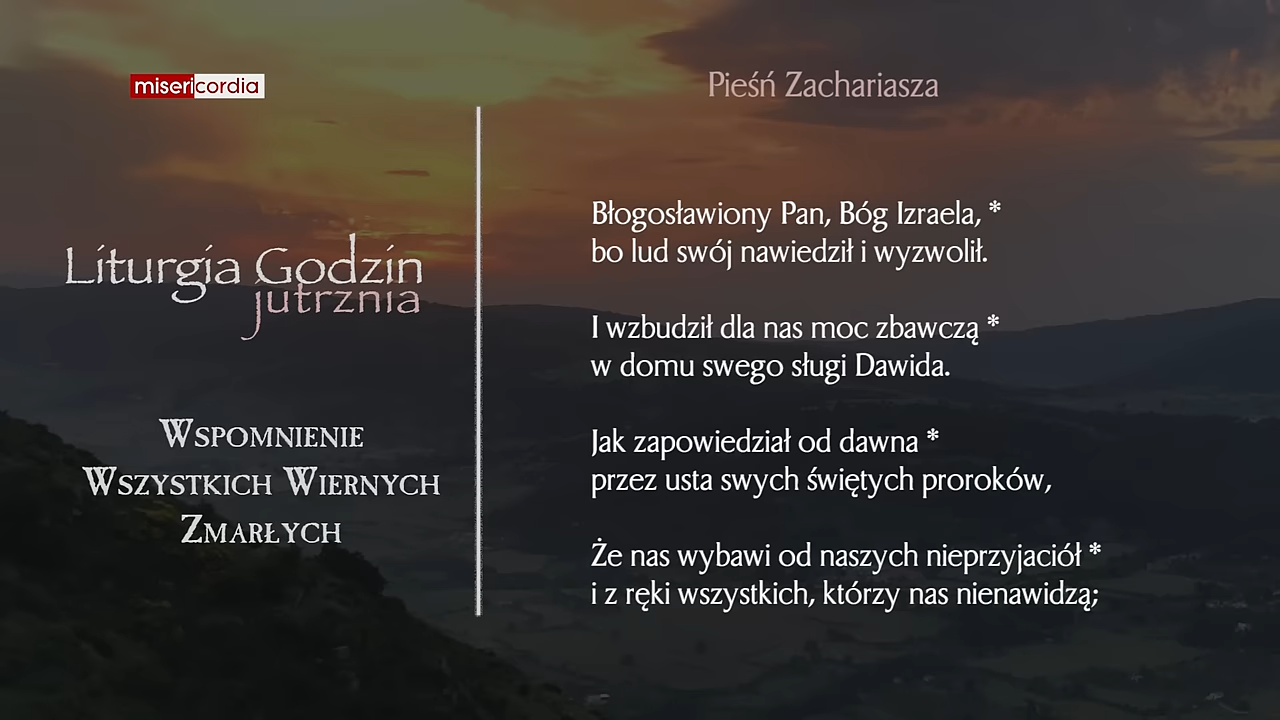 misericordia
Liturgia Godzin
jutrznia
Wspomnienie
Wszystkich Wiernych
Zmarłych
Pieśń Zachariasza
Błogosławiony Pan, Bóg Izraela, *
bo lud swój nawiedził i wyzwolił.
I wzbudził dla nas moc zbawczą *
w domu swego sługi Dawida.
Jak zapowiedział od dawna *
przez usta swych świętych proroków,
Że nas wybawi od naszych nieprzyjaciół *
i z ręki wszystkich, którzy nas nienawidzą;